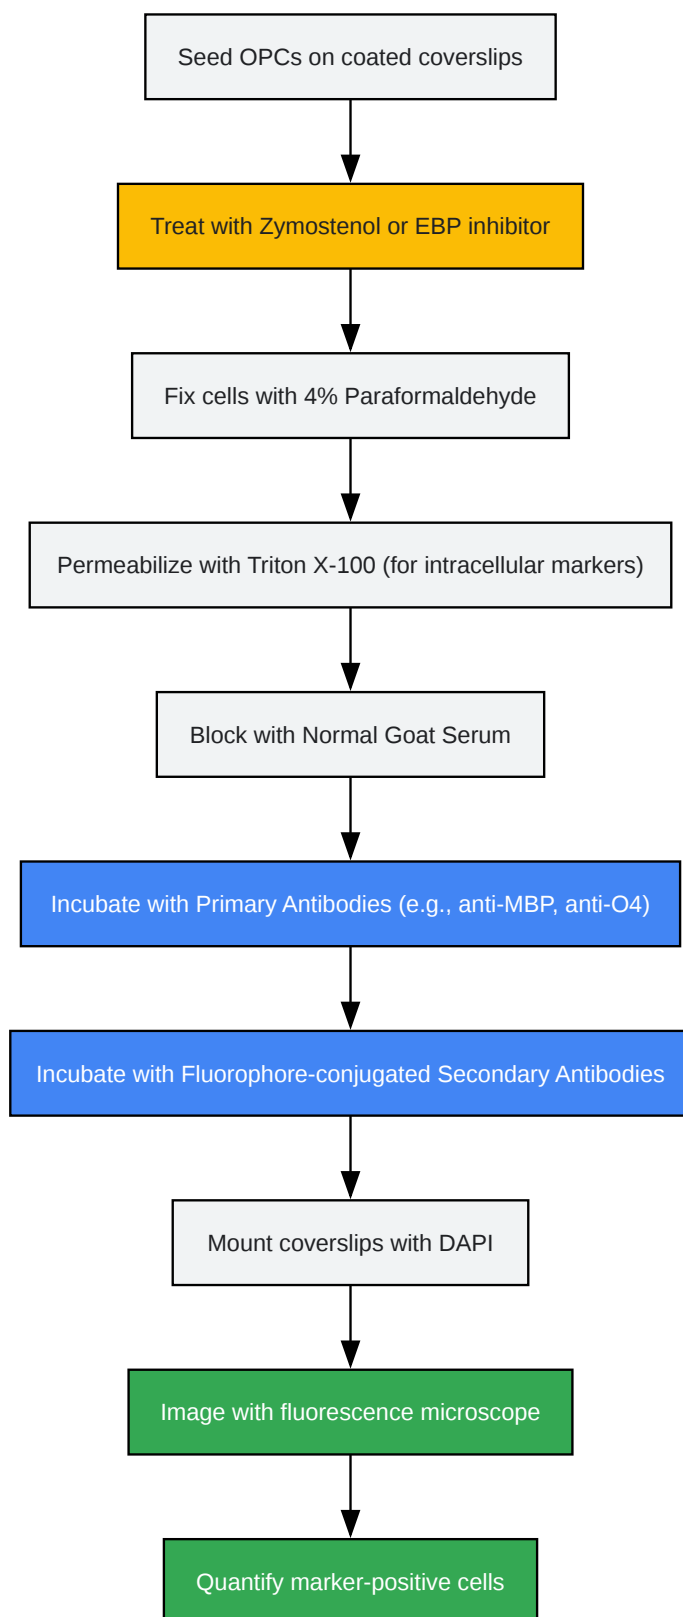 Seed OPCs on coated coverslips
Treat with Zymostenol or EBP inhibitor
Fix cells with 4% Paraformaldehyde
Permeabilize with Triton X-100 (for intracellular markers)
Block with Normal Goat Serum
Incubate with Primary Antibodies (e.g., anti-MBP, anti-O4)
Incubate with Fluorophore-conjugated Secondary Antibodies
Mount coverslips with DAPI
Image with fluorescence microscope
Quantify marker-positive cells